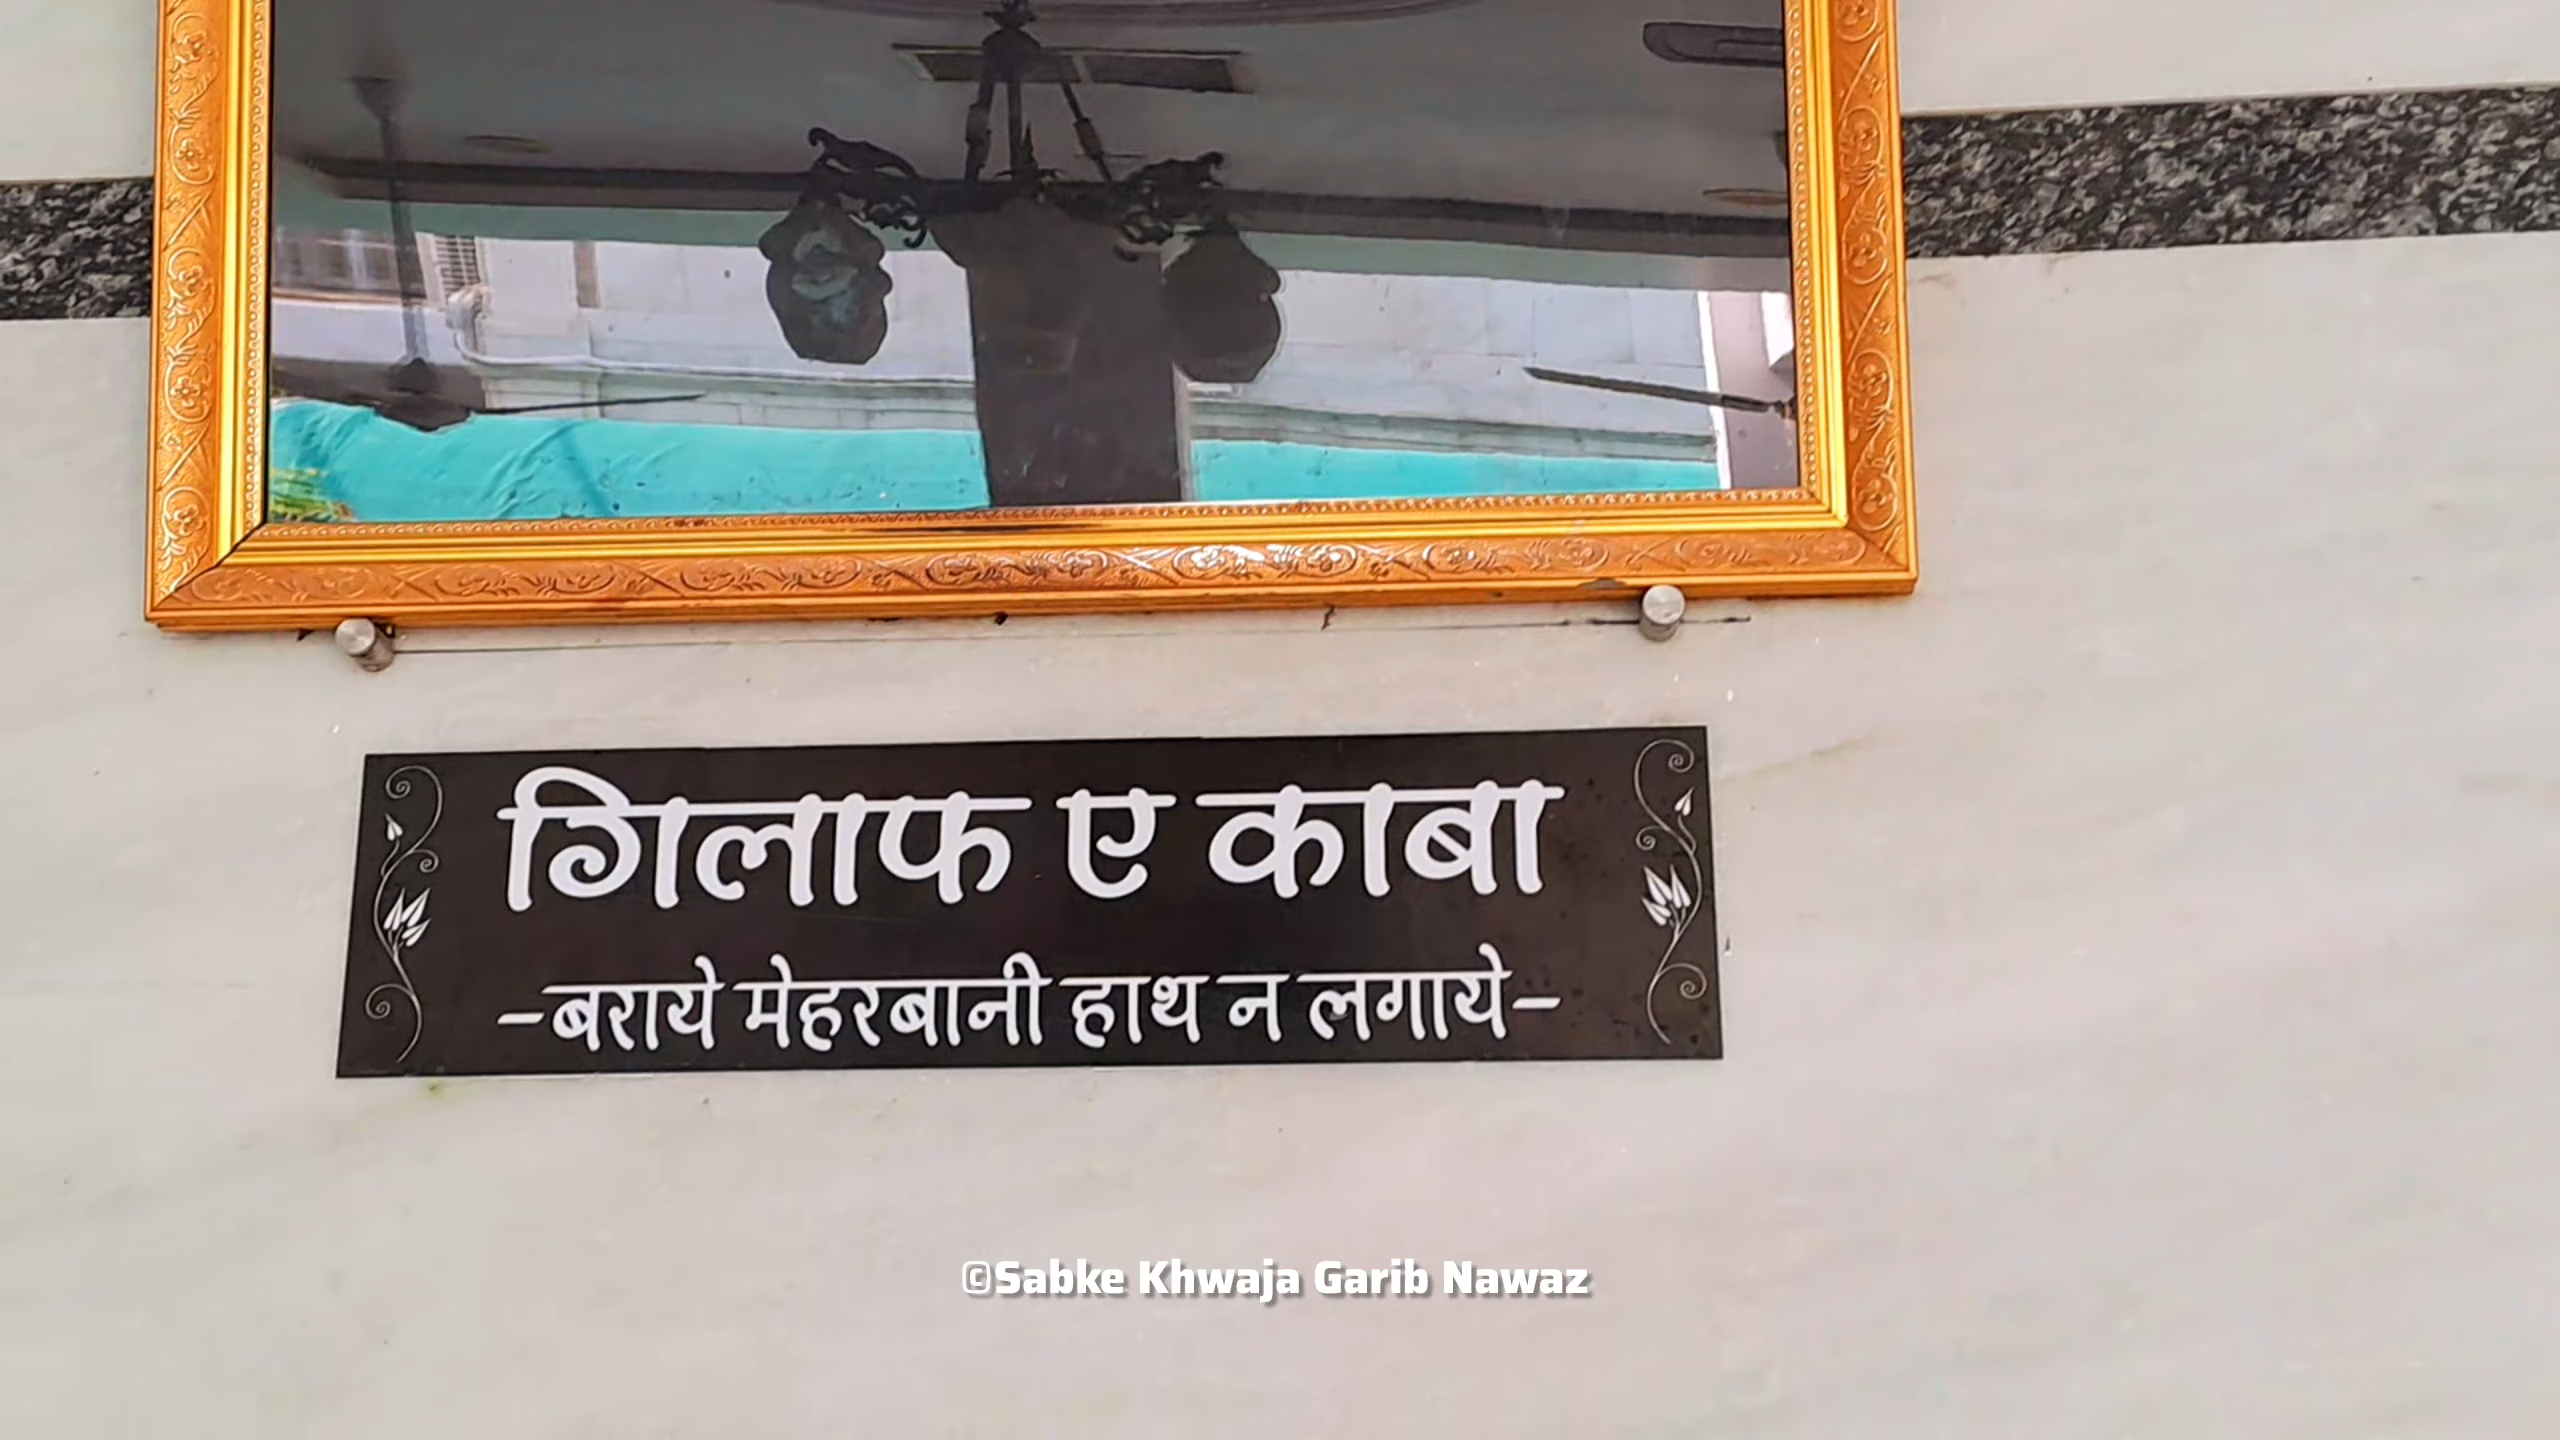 गिलाफ ए काबा
-बराये मेहरबानी हाथ न लगाये-
©Sabke Khwaja Garib Nawaz